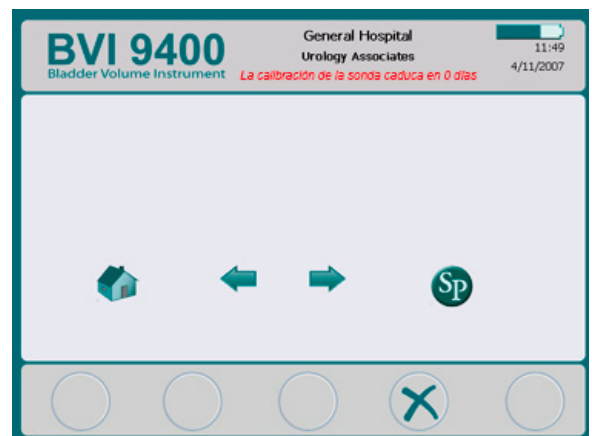 BVI 9400
Bladder Volume Instrument
General Hospital
Urology Associates
La calibración de la sonda caduca en 0 días
11:49
4/11/2007
SP